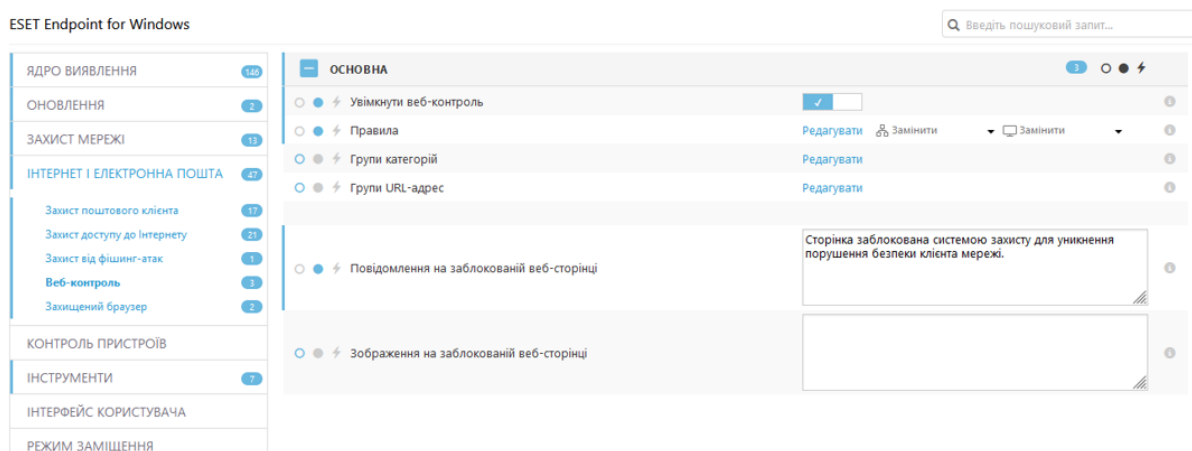 ESET Endpoint for Windows
Введіть пошуковий запит...
ЯДРО ВИЯВЛЕННЯ 146
ОНОВЛЕННЯ 2
ЗАХИСТ МЕРЕЖІ 13
ІНТЕРНЕТ І ЕЛЕКТРОННА ПОШТА 47
Захист поштового клієнта 17
Захист доступу до Інтернету 21
Захист від фішинг-атак 1
Веб-контроль 3
Захищений браузер 2
КОНТРОЛЬ ПРИСТРОЇВ
ІНСТРУМЕНТИ 7
ІНТЕРФЕЙС КОРИСТУВАЧА
РЕЖИМ ЗАМІЩЕННЯ
ОСНОВНА 3
Увімкнути веб-контроль
Правила Редагувати Замінити Замінити
Групи категорій Редагувати
Групи URL-адрес Редагувати
Повідомлення на заблокованій веб-сторінці
Сторінка заблокована системою захисту для уникнення
порушення безпеки клієнта мережі.
Зображення на заблокованій веб-сторінці